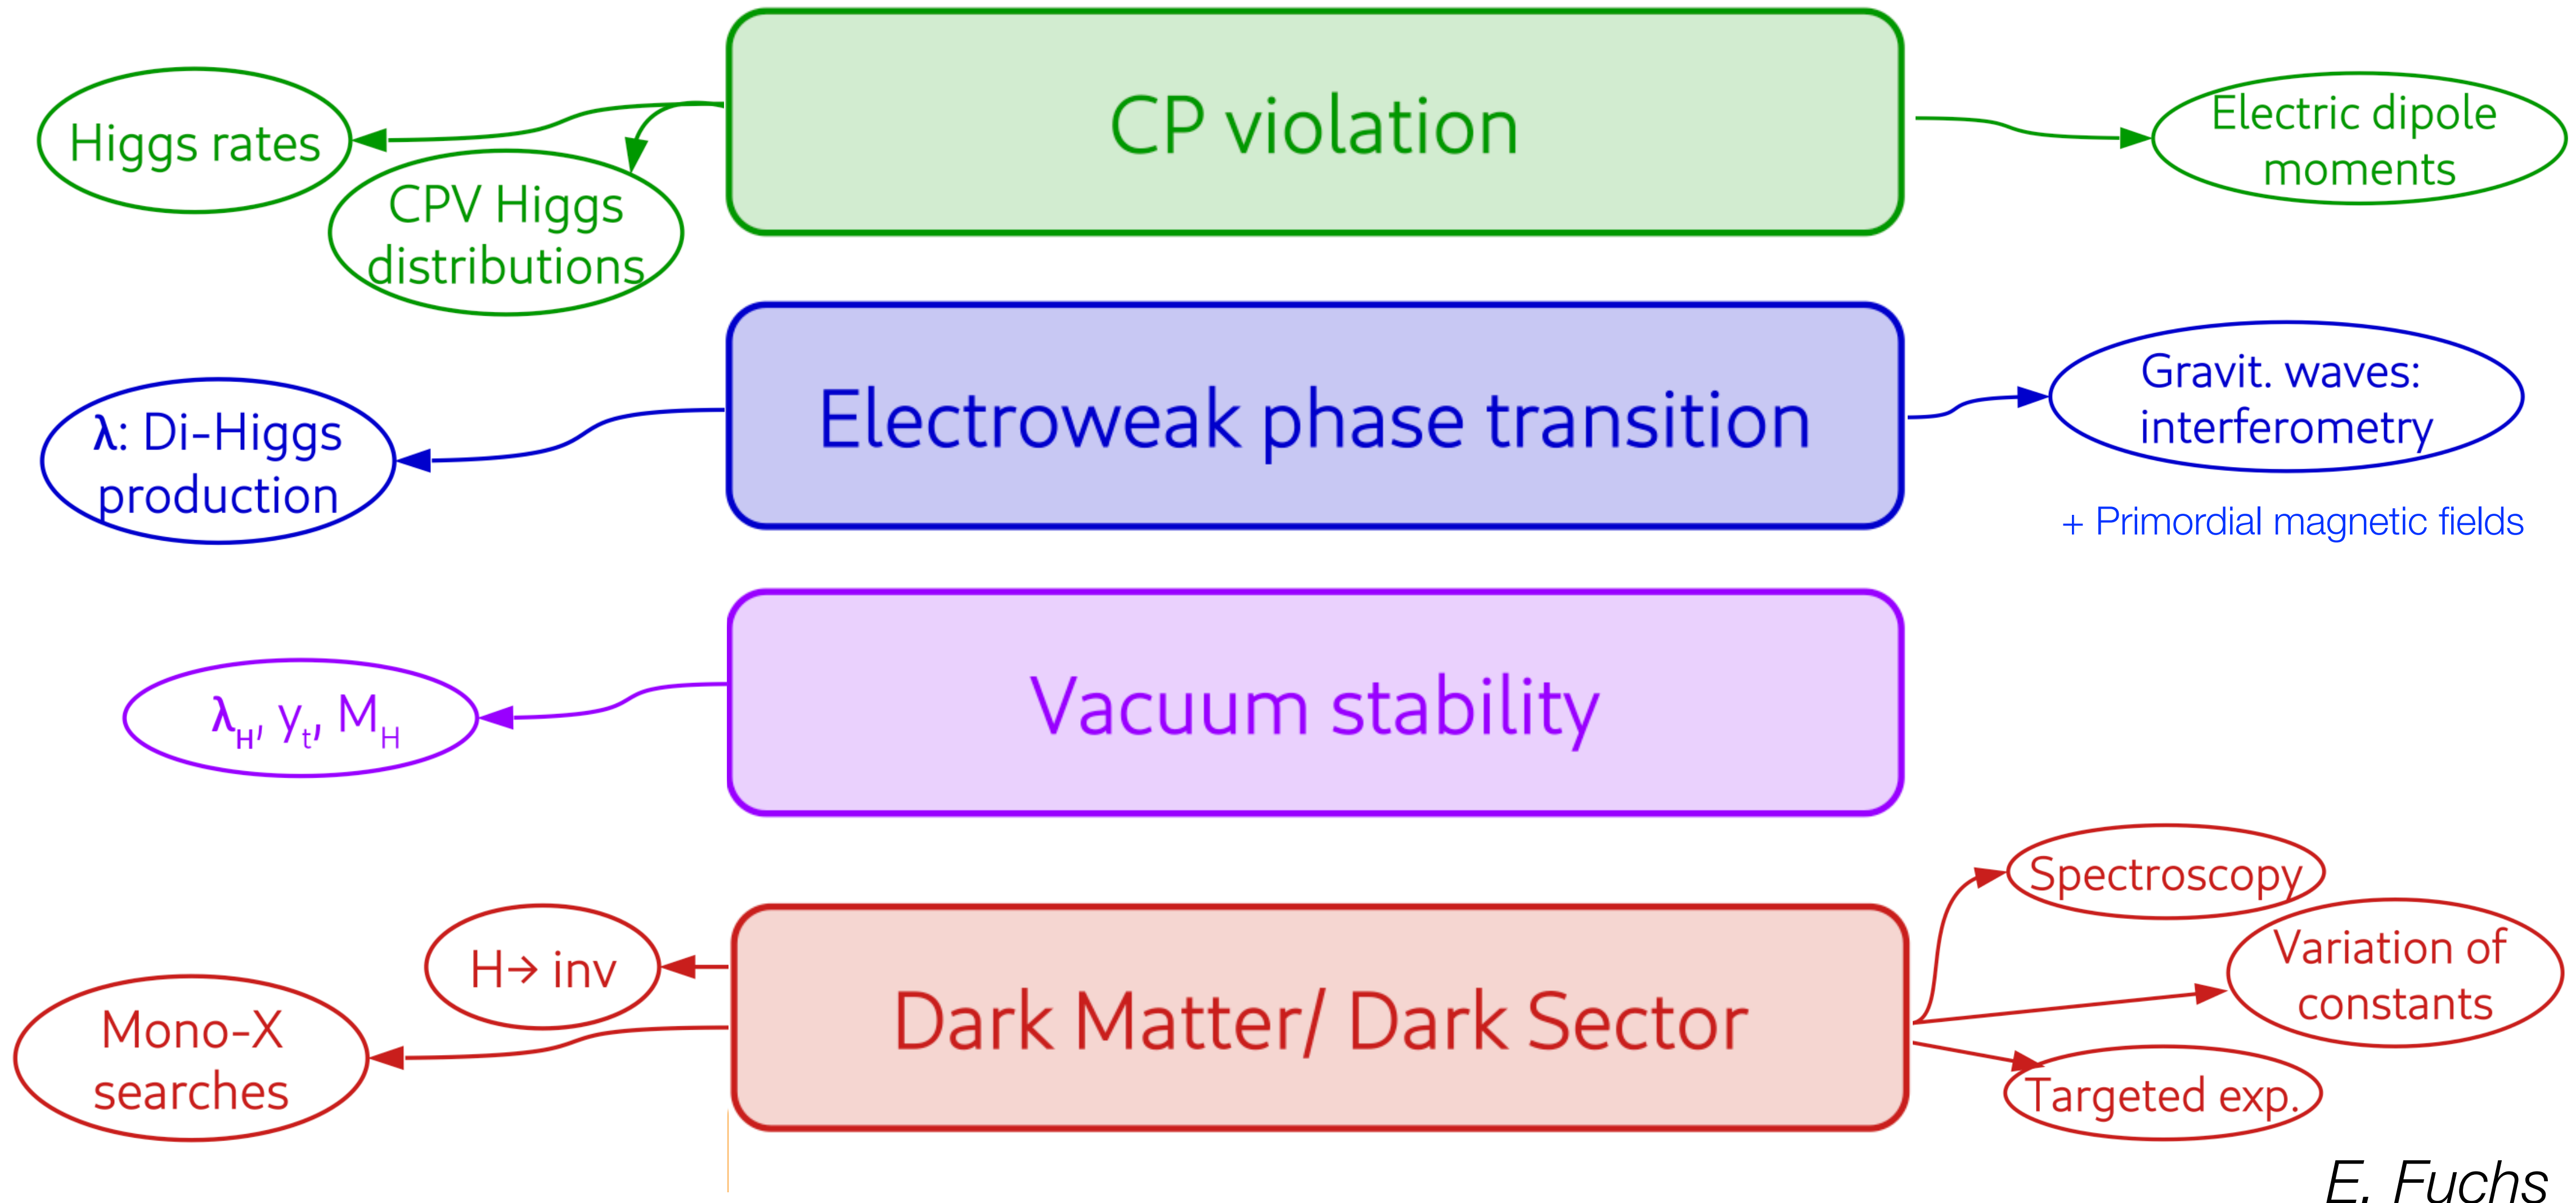 CP violation
Higgs rates
CPV Higgs
distributions
Electric dipole
moments
Electroweak phase transition
λ: Di-Higgs
production
Gravit. waves:
interferometry
+ Primordial magnetic fields
Vacuum stability
λH, yt, MH
Dark Matter/ Dark Sector
H→ inv
Mono-X
searches
Spectroscopy
Variation of
constants
Targeted exp.
E. Fuchs